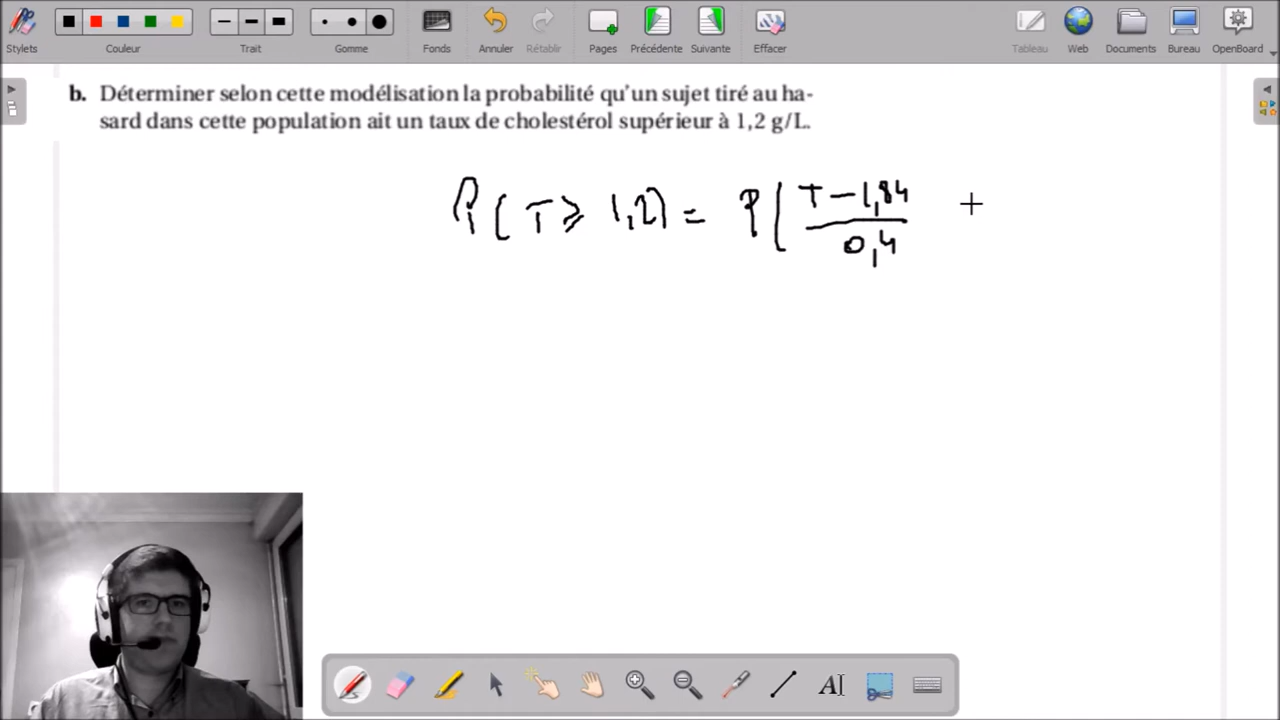 Stylets Couleur Trait Gomme Fonds Annuler Rétablir Pages Précédente Suivante Effacer Tableau Web Documents Bureau OpenBoard
b. Déterminer selon cette modélisation la probabilité qu'un sujet tiré au ha-
sard dans cette population ait un taux de cholestérol supérieur à 1,2 g/L.
P(T ⩾ 1,2) = P( (T − 1,84) / 0,4
AI